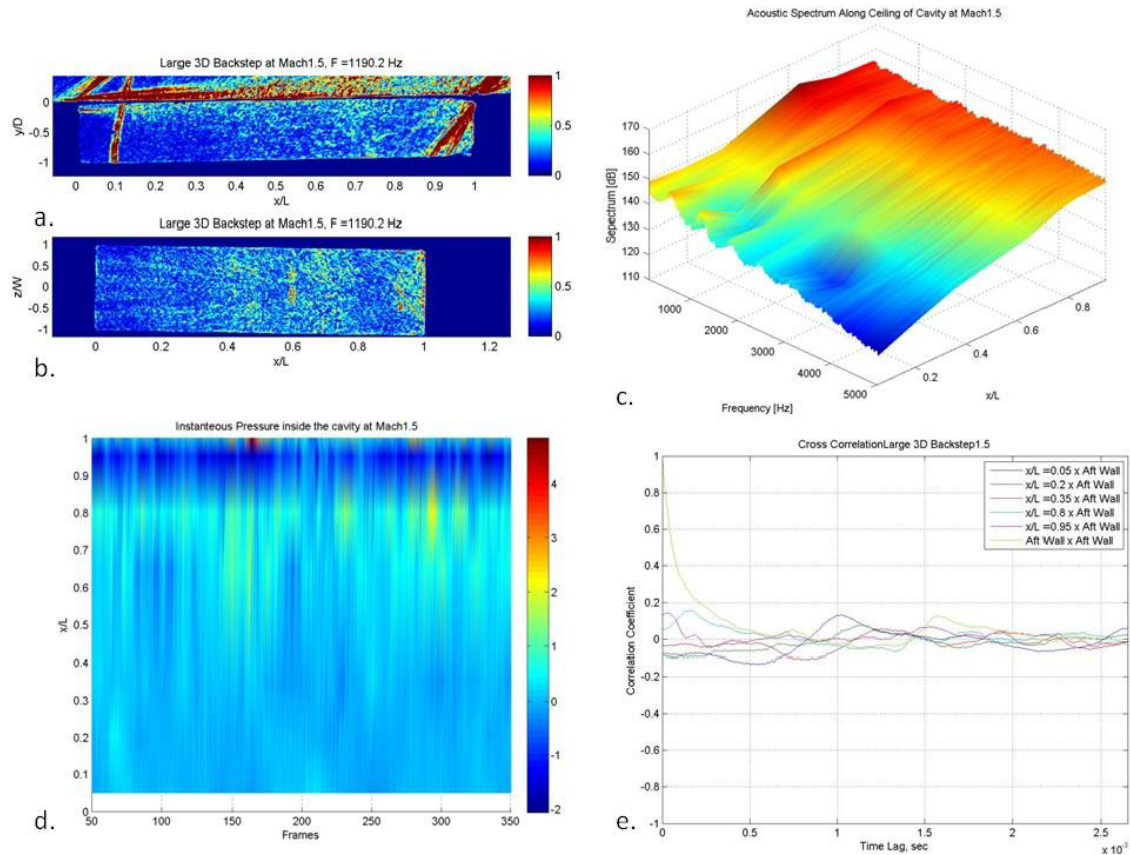 Large 3D Backstep at Mach1.5, F =1190.2 Hz
1
0.5
0
0
-0.5
-1
y/D
0 0.1 0.2 0.3 0.4 0.5 0.6 0.7 0.8 0.9 1
x/L
a.
Large 3D Backstep at Mach1.5, F =1190.2 Hz
1
0.5
0
1
0.5
0
-0.5
-1
z/W
0 0.2 0.4 0.6 0.8 1 1.2
x/L
b.
Acoustic Spectrum Along Ceiling of Cavity at Mach1.5
170
160
150
140
130
120
110
Sepectrum [dB]
1000
2000
3000
4000
5000
Frequency [Hz]
0.2
0.4
0.6
0.8
x/L
c.
Instanteous Pressure inside the cavity at Mach1.5
1
0.9
0.8
0.7
0.6
0.5
0.4
0.3
0.2
0.1
0
x/L
50 100 150 200 250 300 350
Frames
4
3
2
1
0
-1
-2
d.
Cross CorrelationLarge 3D Backstep1.5
x/L =0.05 x Aft Wall
x/L =0.2 x Aft Wall
x/L =0.35 x Aft Wall
x/L =0.8 x Aft Wall
x/L =0.95 x Aft Wall
Aft Wall x Aft Wall
1
0.8
0.6
0.4
0.2
0
-0.2
-0.4
-0.6
-0.8
-1
Correlation Coefficient
0 0.5 1 1.5 2 2.5
Time Lag, sec
x 10⁻³
e.